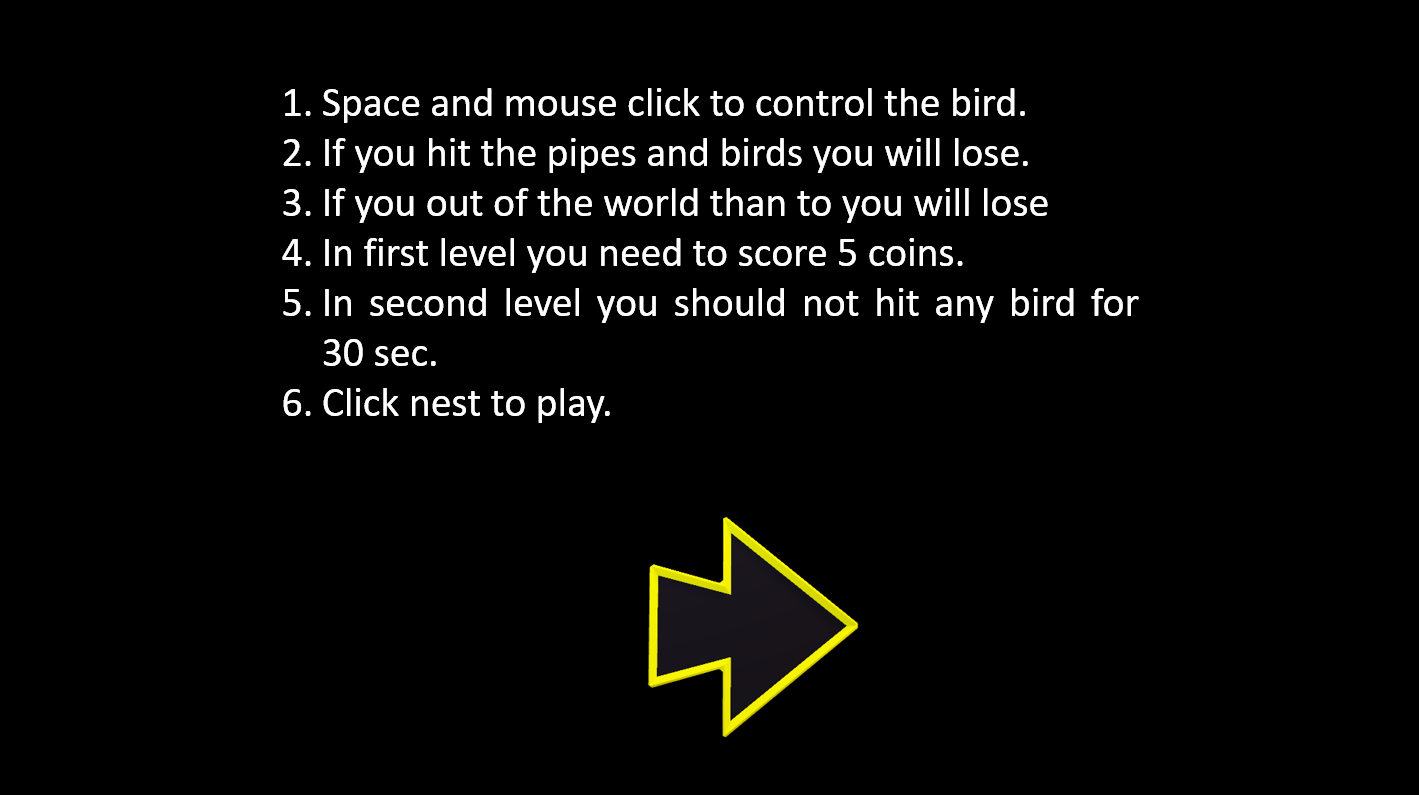 1. Space and mouse click to control the bird.
2. If you hit the pipes and birds you will lose.
3. If you out of the world than to you will lose
4. In first level you need to score 5 coins.
5. In second level you should not hit any bird for
30 sec.
6. Click nest to play.